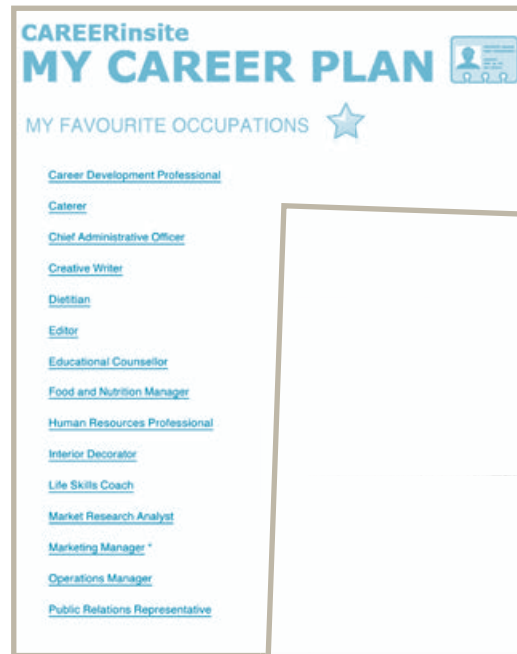 CAREERinsite
MY CAREER PLAN
MY FAVOURITE OCCUPATIONS
Career Development Professional
Caterer
Chief Administrative Officer
Creative Writer
Dietitian
Editor
Educational Counsellor
Food and Nutrition Manager
Human Resources Professional
Interior Decorator
Life Skills Coach
Market Research Analyst
Marketing Manager *
Operations Manager
Public Relations Representative